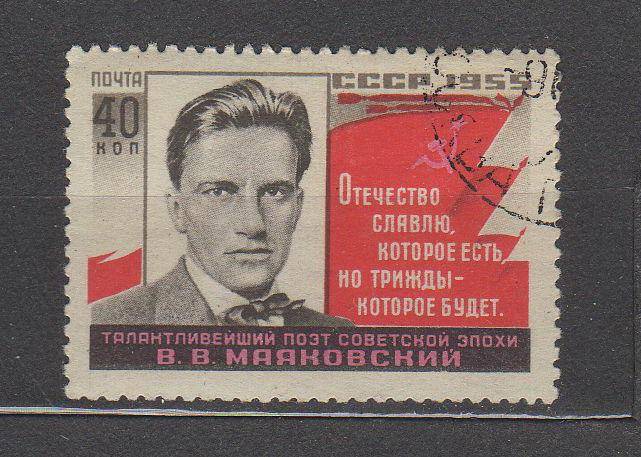 ПОЧТА
СССР 1955
40
КОП
ОТЕЧЕСТВО
СЛАВЛЮ,
КОТОРОЕ ЕСТЬ,
НО ТРИЖДЫ-
КОТОРОЕ БУДЕТ.
ТАЛАНТЛИВЕЙШИЙ ПОЭТ СОВЕТСКОЙ ЭПОХИ
В. В. МАЯКОВСКИЙ